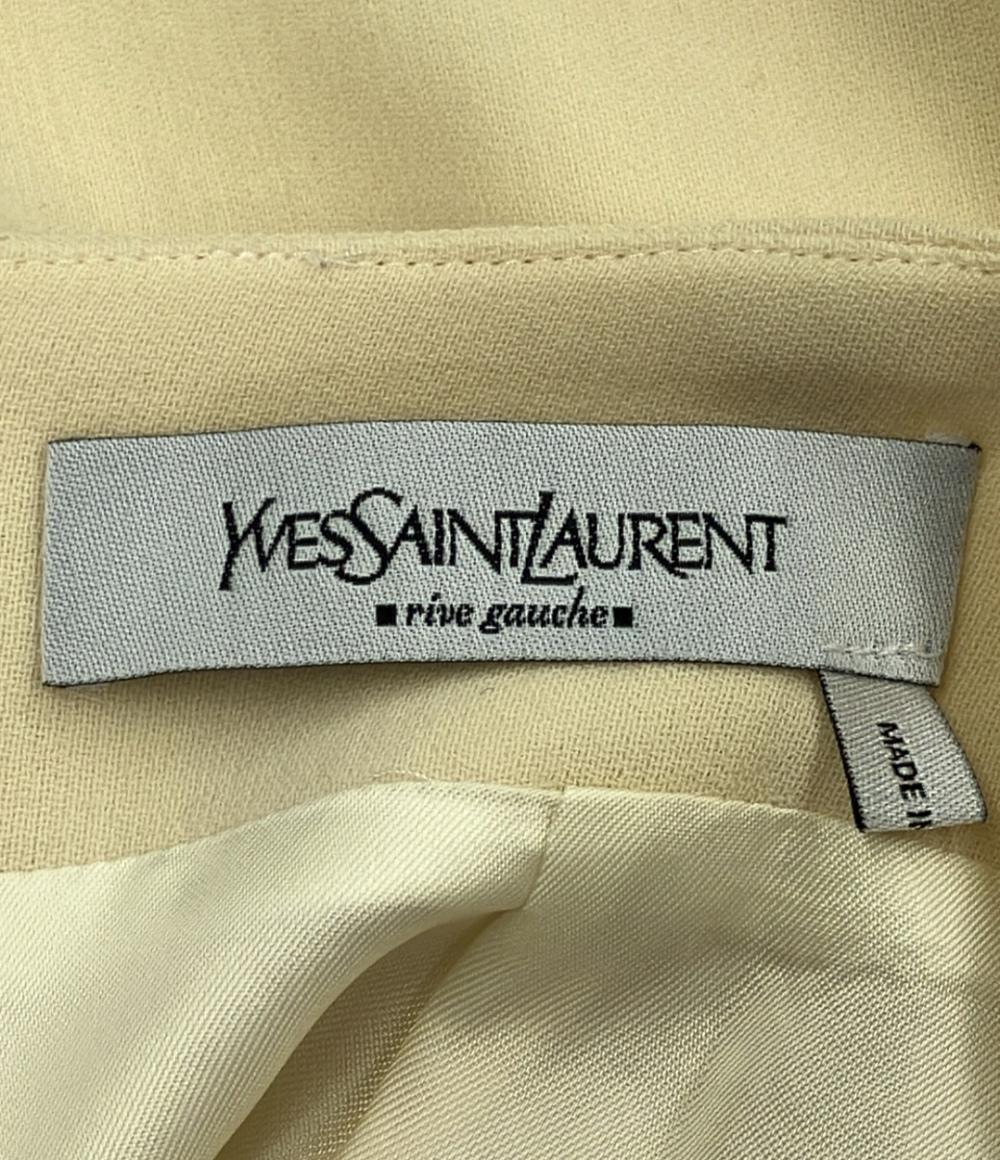 YVESSAINTLAURENT
rive gauche
MADE I